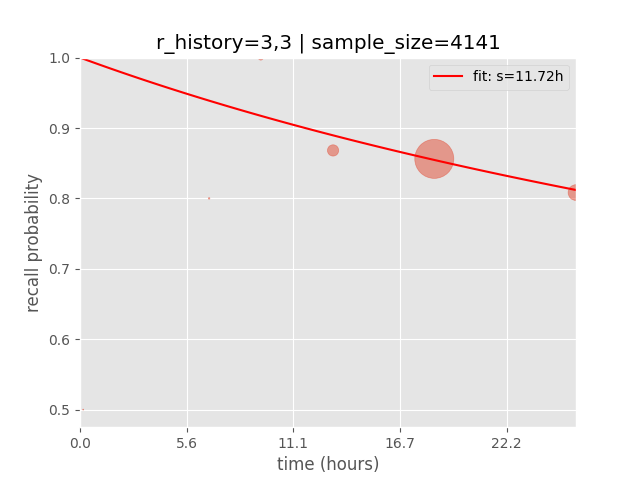 r_history=3,3 | sample_size=4141
fit: s=11.72h
recall probability
1.0
0.9
0.8
0.7
0.6
0.5
0.0 5.6 11.1 16.7 22.2
time (hours)